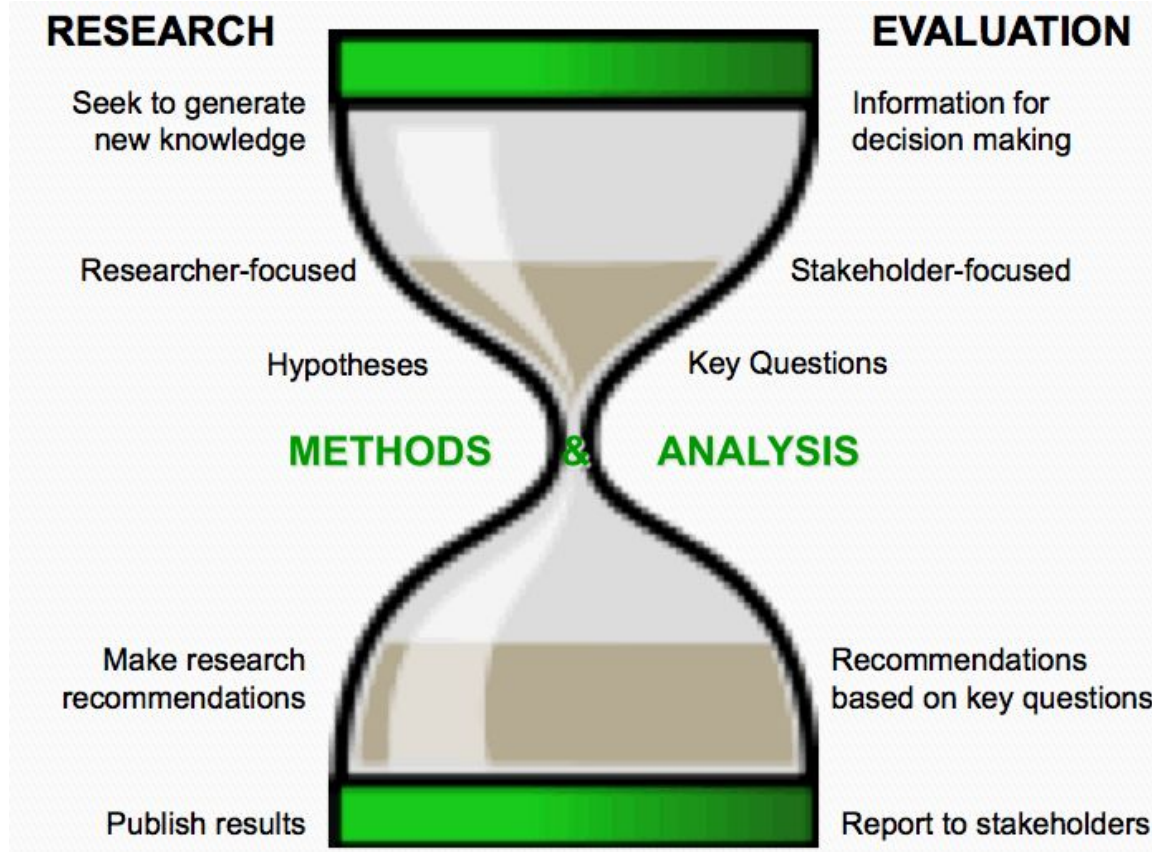 RESEARCH
EVALUATION
Seek to generate
new knowledge
Information for
decision making
Researcher-focused
Stakeholder-focused
Hypotheses
Key Questions
METHODS & ANALYSIS
Make research
recommendations
Recommendations
based on key questions
Publish results
Report to stakeholders